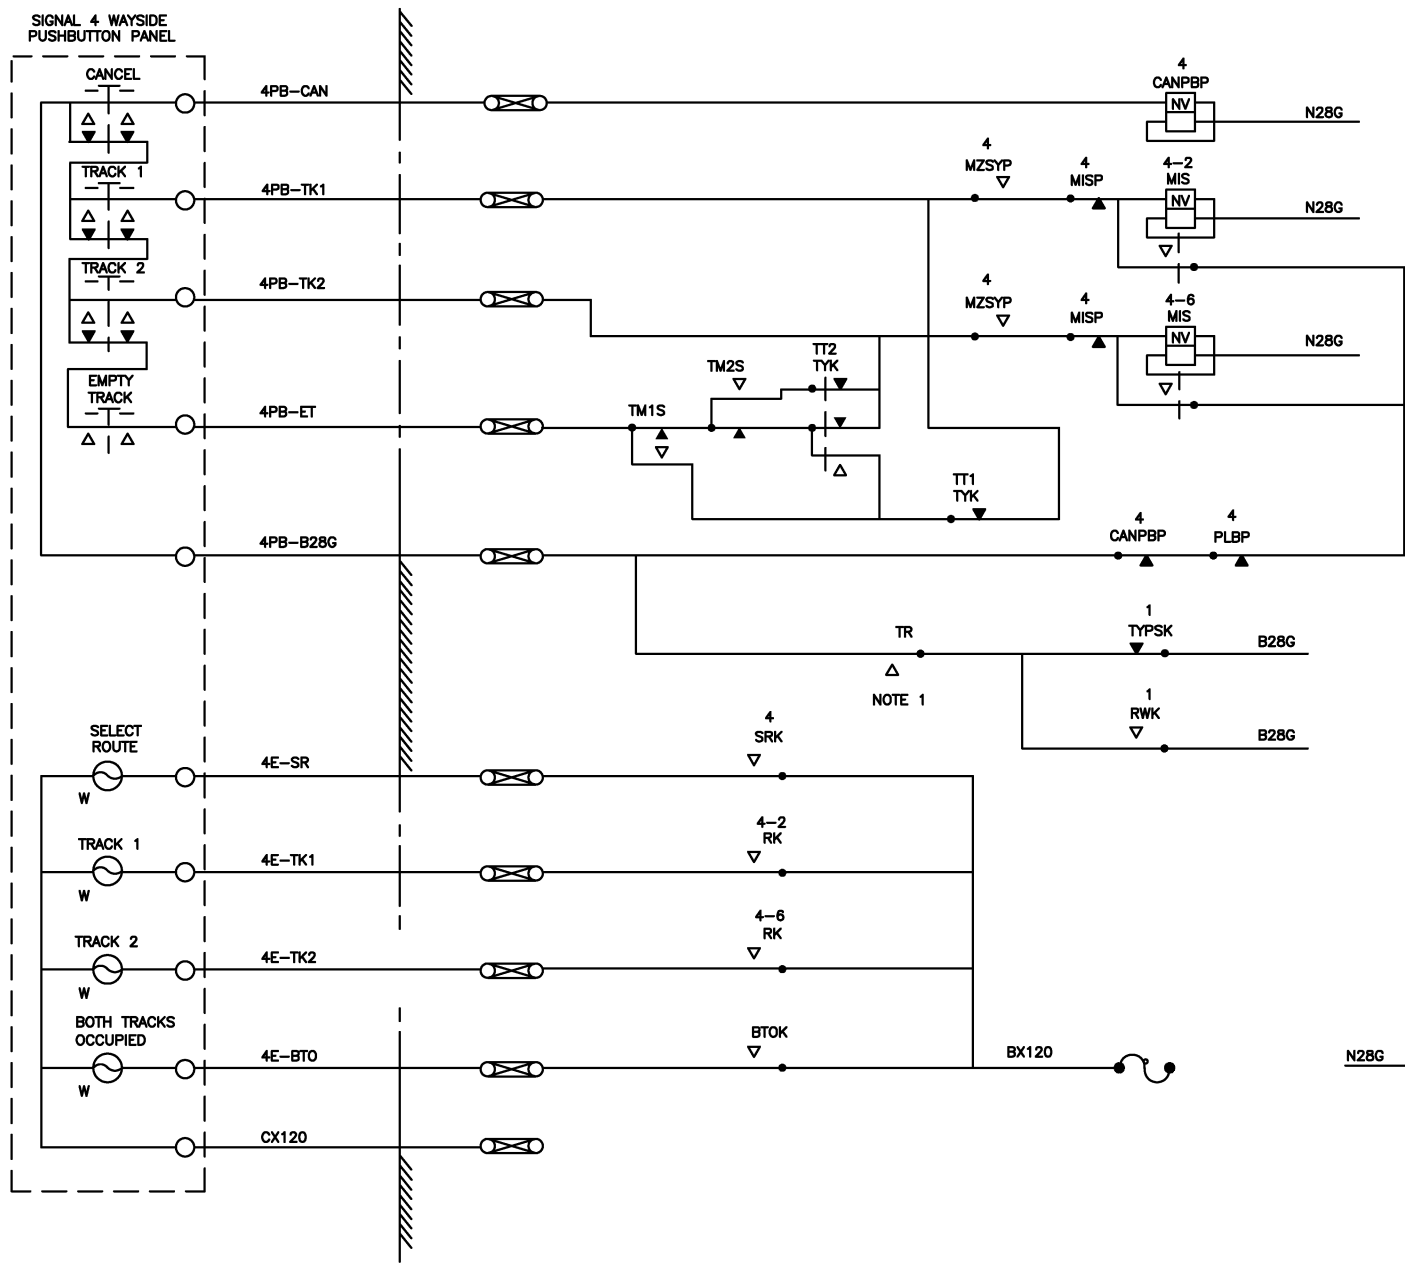 SIGNAL 4 WAYSIDE
PUSHBUTTON PANEL
CANCEL
4PB-CAN
4
CANPBP
NV
N28G
TRACK 1
4PB-TK1
4
MZSYP
4
MISP
4-2
MIS
NV
N28G
TRACK 2
4PB-TK2
4
MZSYP
4
MISP
4-6
MIS
NV
N28G
EMPTY
TRACK
4PB-ET
TM1S
TM2S
TT2
TYK
TT1
TYK
4PB-B28G
4
CANPBP
4
PLBP
TR
NOTE 1
1
TYPSK
B28G
1
RWK
B28G
SELECT
ROUTE
W
4E-SR
4
SRK
TRACK 1
W
4E-TK1
4-2
RK
TRACK 2
W
4E-TK2
4-6
RK
BOTH TRACKS
OCCUPIED
W
4E-BTO
BTOK
BX120
N28G
CX120